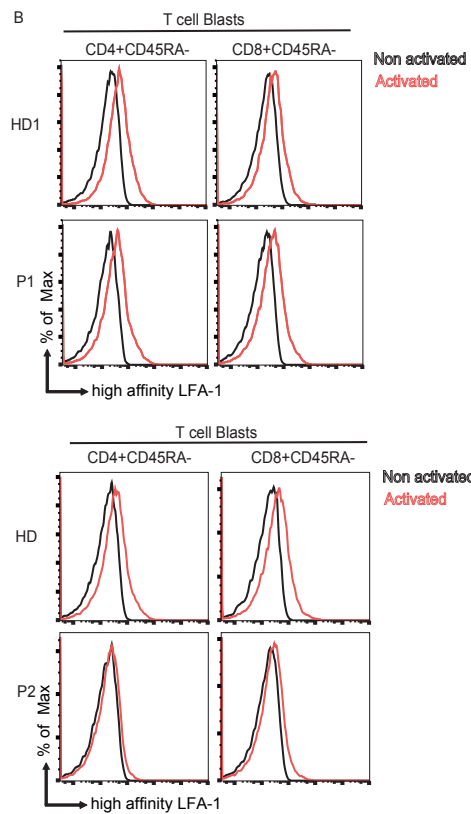 B
T cell Blasts
CD4+CD45RA-
CD8+CD45RA-
Non activated
Activated
HD1
P1
% of Max
high affinity LFA-1
T cell Blasts
CD4+CD45RA-
CD8+CD45RA-
Non activated
Activated
HD
P2
% of Max
high affinity LFA-1